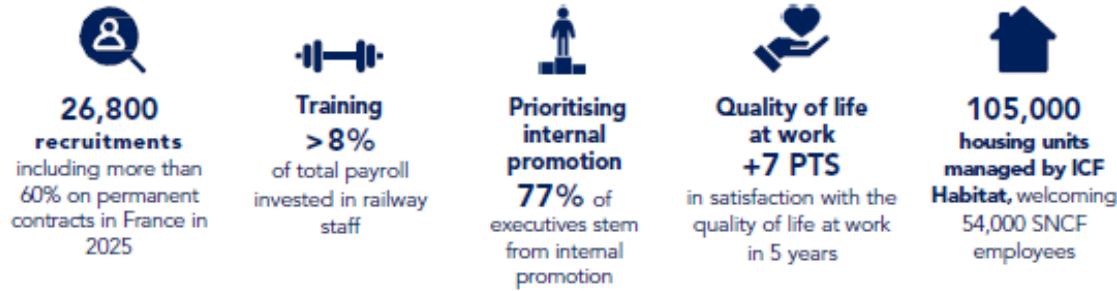 26,800
recruitments
including more than
60% on permanent
contracts in France in
2025
Training
>8%
of total payroll
invested in railway
staff
Prioritising
internal
promotion
77% of
executives stem
from internal
promotion
Quality of life
at work
+7 PTS
in satisfaction with the
quality of life at work
in 5 years
105,000
housing units
managed by ICF
Habitat, welcoming
54,000 SNCF
employees